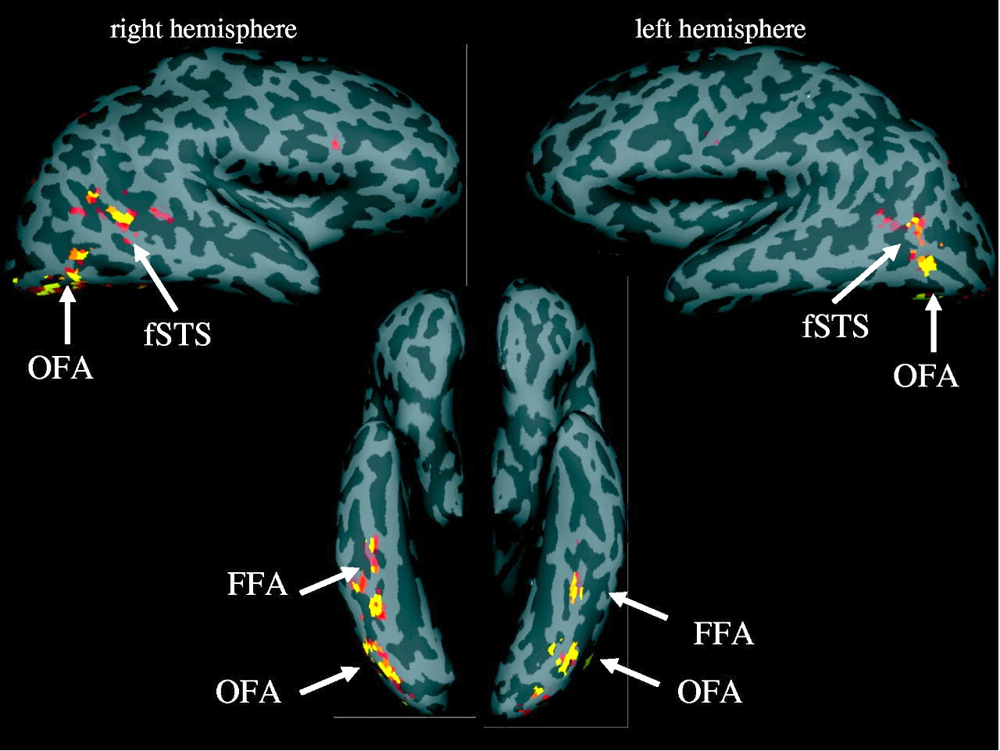 right hemisphere
left hemisphere
fSTS
OFA
fSTS
OFA
FFA
OFA
FFA
OFA